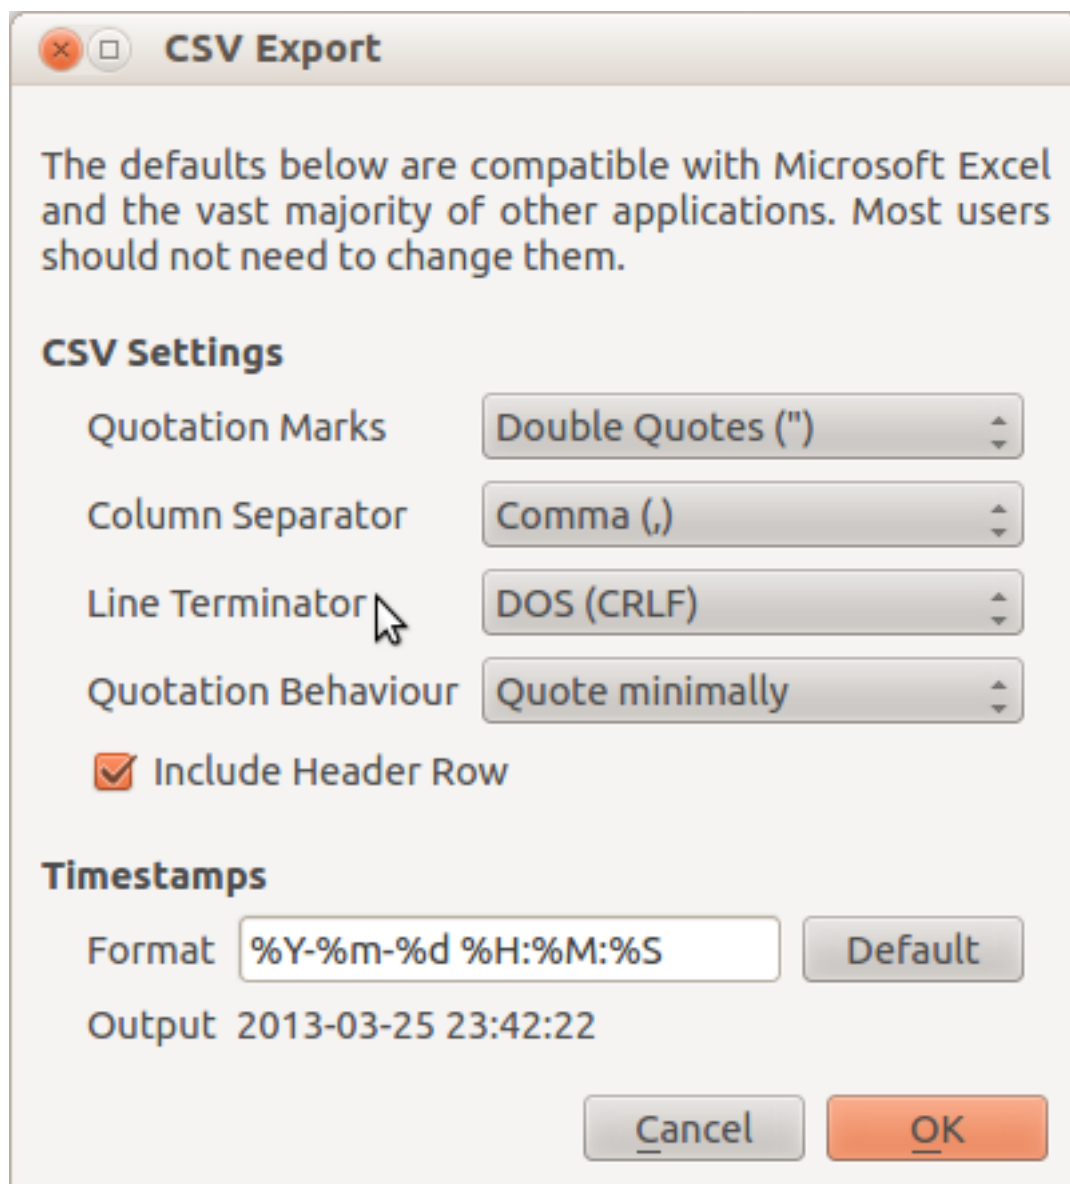 CSV Export
The defaults below are compatible with Microsoft Excel
and the vast majority of other applications. Most users
should not need to change them.
CSV Settings
Quotation Marks Double Quotes (")
Column Separator Comma (,)
Line Terminator DOS (CRLF)
Quotation Behaviour Quote minimally
Include Header Row
Timestamps
Format %Y-%m-%d %H:%M:%S Default
Output 2013-03-25 23:42:22
Cancel OK